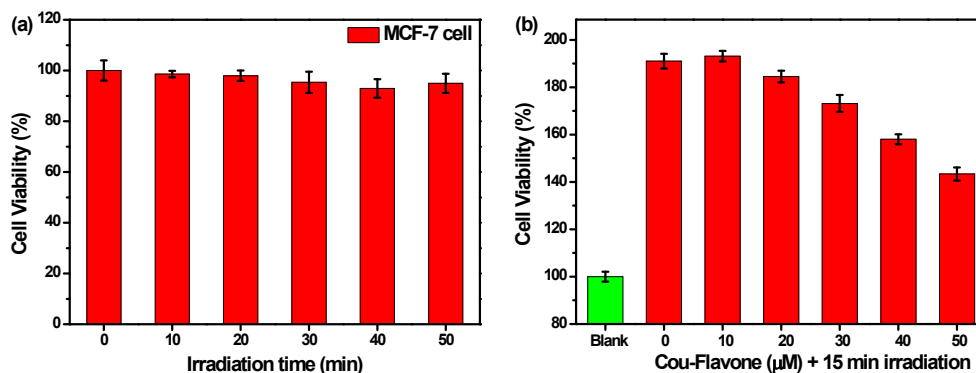 (a)
MCF-7 cell
Cell Viability (%)
120
100
80
60
40
20
0
0 10 20 30 40 50
Irradiation time (min)
(b)
Cell Viability (%)
200
180
160
140
120
100
80
Blank 0 10 20 30 40 50
Cou-Flavone (μM) + 15 min irradiation